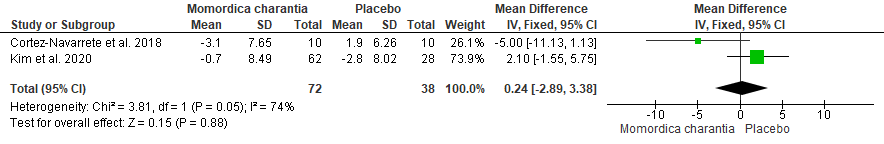 Momordica charantia Placebo Mean Difference Mean Difference
Study or Subgroup Mean SD Total Mean SD Total Weight IV, Fixed, 95% CI IV, Fixed, 95% CI
Cortez-Navarrete et al. 2018 -3.1 7.65 10 1.9 6.26 10 26.1% -5.00 [-11.13, 1.13]
Kim et al. 2020 -0.7 8.49 62 -2.8 8.02 28 73.9% 2.10 [-1.55, 5.75]
Total (95% CI) 72 38 100.0% 0.24 [-2.89, 3.38]
Heterogeneity: Chi² = 3.81, df = 1 (P = 0.05); I² = 74%
Test for overall effect: Z = 0.15 (P = 0.88)
-10 -5 0 5 10
Momordica charantia Placebo